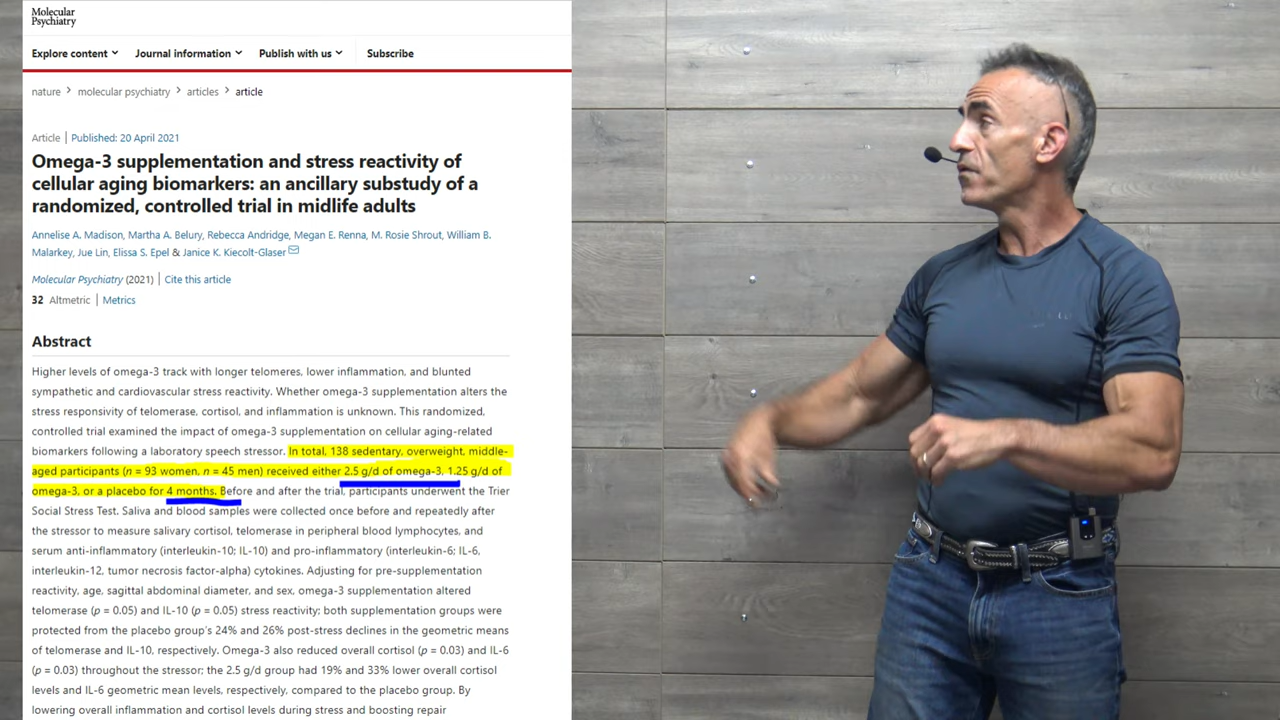 Molecular
Psychiatry
Explore content Journal information Publish with us Subscribe
nature > molecular psychiatry > articles > article
Article | Published: 20 April 2021
Omega-3 supplementation and stress reactivity of
cellular aging biomarkers: an ancillary substudy of a
randomized, controlled trial in midlife adults
Annelise A. Madison, Martha A. Belury, Rebecca Andridge, Megan E. Renna, M. Rosie Shrout, William B.
Malarkey, Jue Lin, Elissa S. Epel & Janice K. Kiecolt-Glaser
Molecular Psychiatry (2021) | Cite this article
32 Altmetric | Metrics
Abstract
Higher levels of omega-3 track with longer telomeres, lower inflammation, and blunted
sympathetic and cardiovascular stress reactivity. Whether omega-3 supplementation alters the
stress responsivity of telomerase, cortisol, and inflammation is unknown. This randomized,
controlled trial examined the impact of omega-3 supplementation on cellular aging-related
biomarkers following a laboratory speech stressor. In total, 138 sedentary, overweight, middle-
aged participants (n = 93 women, n = 45 men) received either 2.5 g/d of omega-3, 1.25 g/d of
omega-3, or a placebo for 4 months. Before and after the trial, participants underwent the Trier
Social Stress Test. Saliva and blood samples were collected once before and repeatedly after
the stressor to measure salivary cortisol, telomerase in peripheral blood lymphocytes, and
serum anti-inflammatory (interleukin-10; IL-10) and pro-inflammatory (interleukin-6; IL-6,
interleukin-12, tumor necrosis factor-alpha) cytokines. Adjusting for pre-supplementation
reactivity, age, sagittal abdominal diameter, and sex, omega-3 supplementation altered
telomerase (p = 0.05) and IL-10 (p = 0.05) stress reactivity; both supplementation groups were
protected from the placebo group's 24% and 26% post-stress declines in the geometric means
of telomerase and IL-10, respectively. Omega-3 also reduced overall cortisol (p = 0.03) and IL-6
(p = 0.03) throughout the stressor; the 2.5 g/d group had 19% and 33% lower overall cortisol
levels and IL-6 geometric mean levels, respectively, compared to the placebo group. By
lowering overall inflammation and cortisol levels during stress and boosting repair